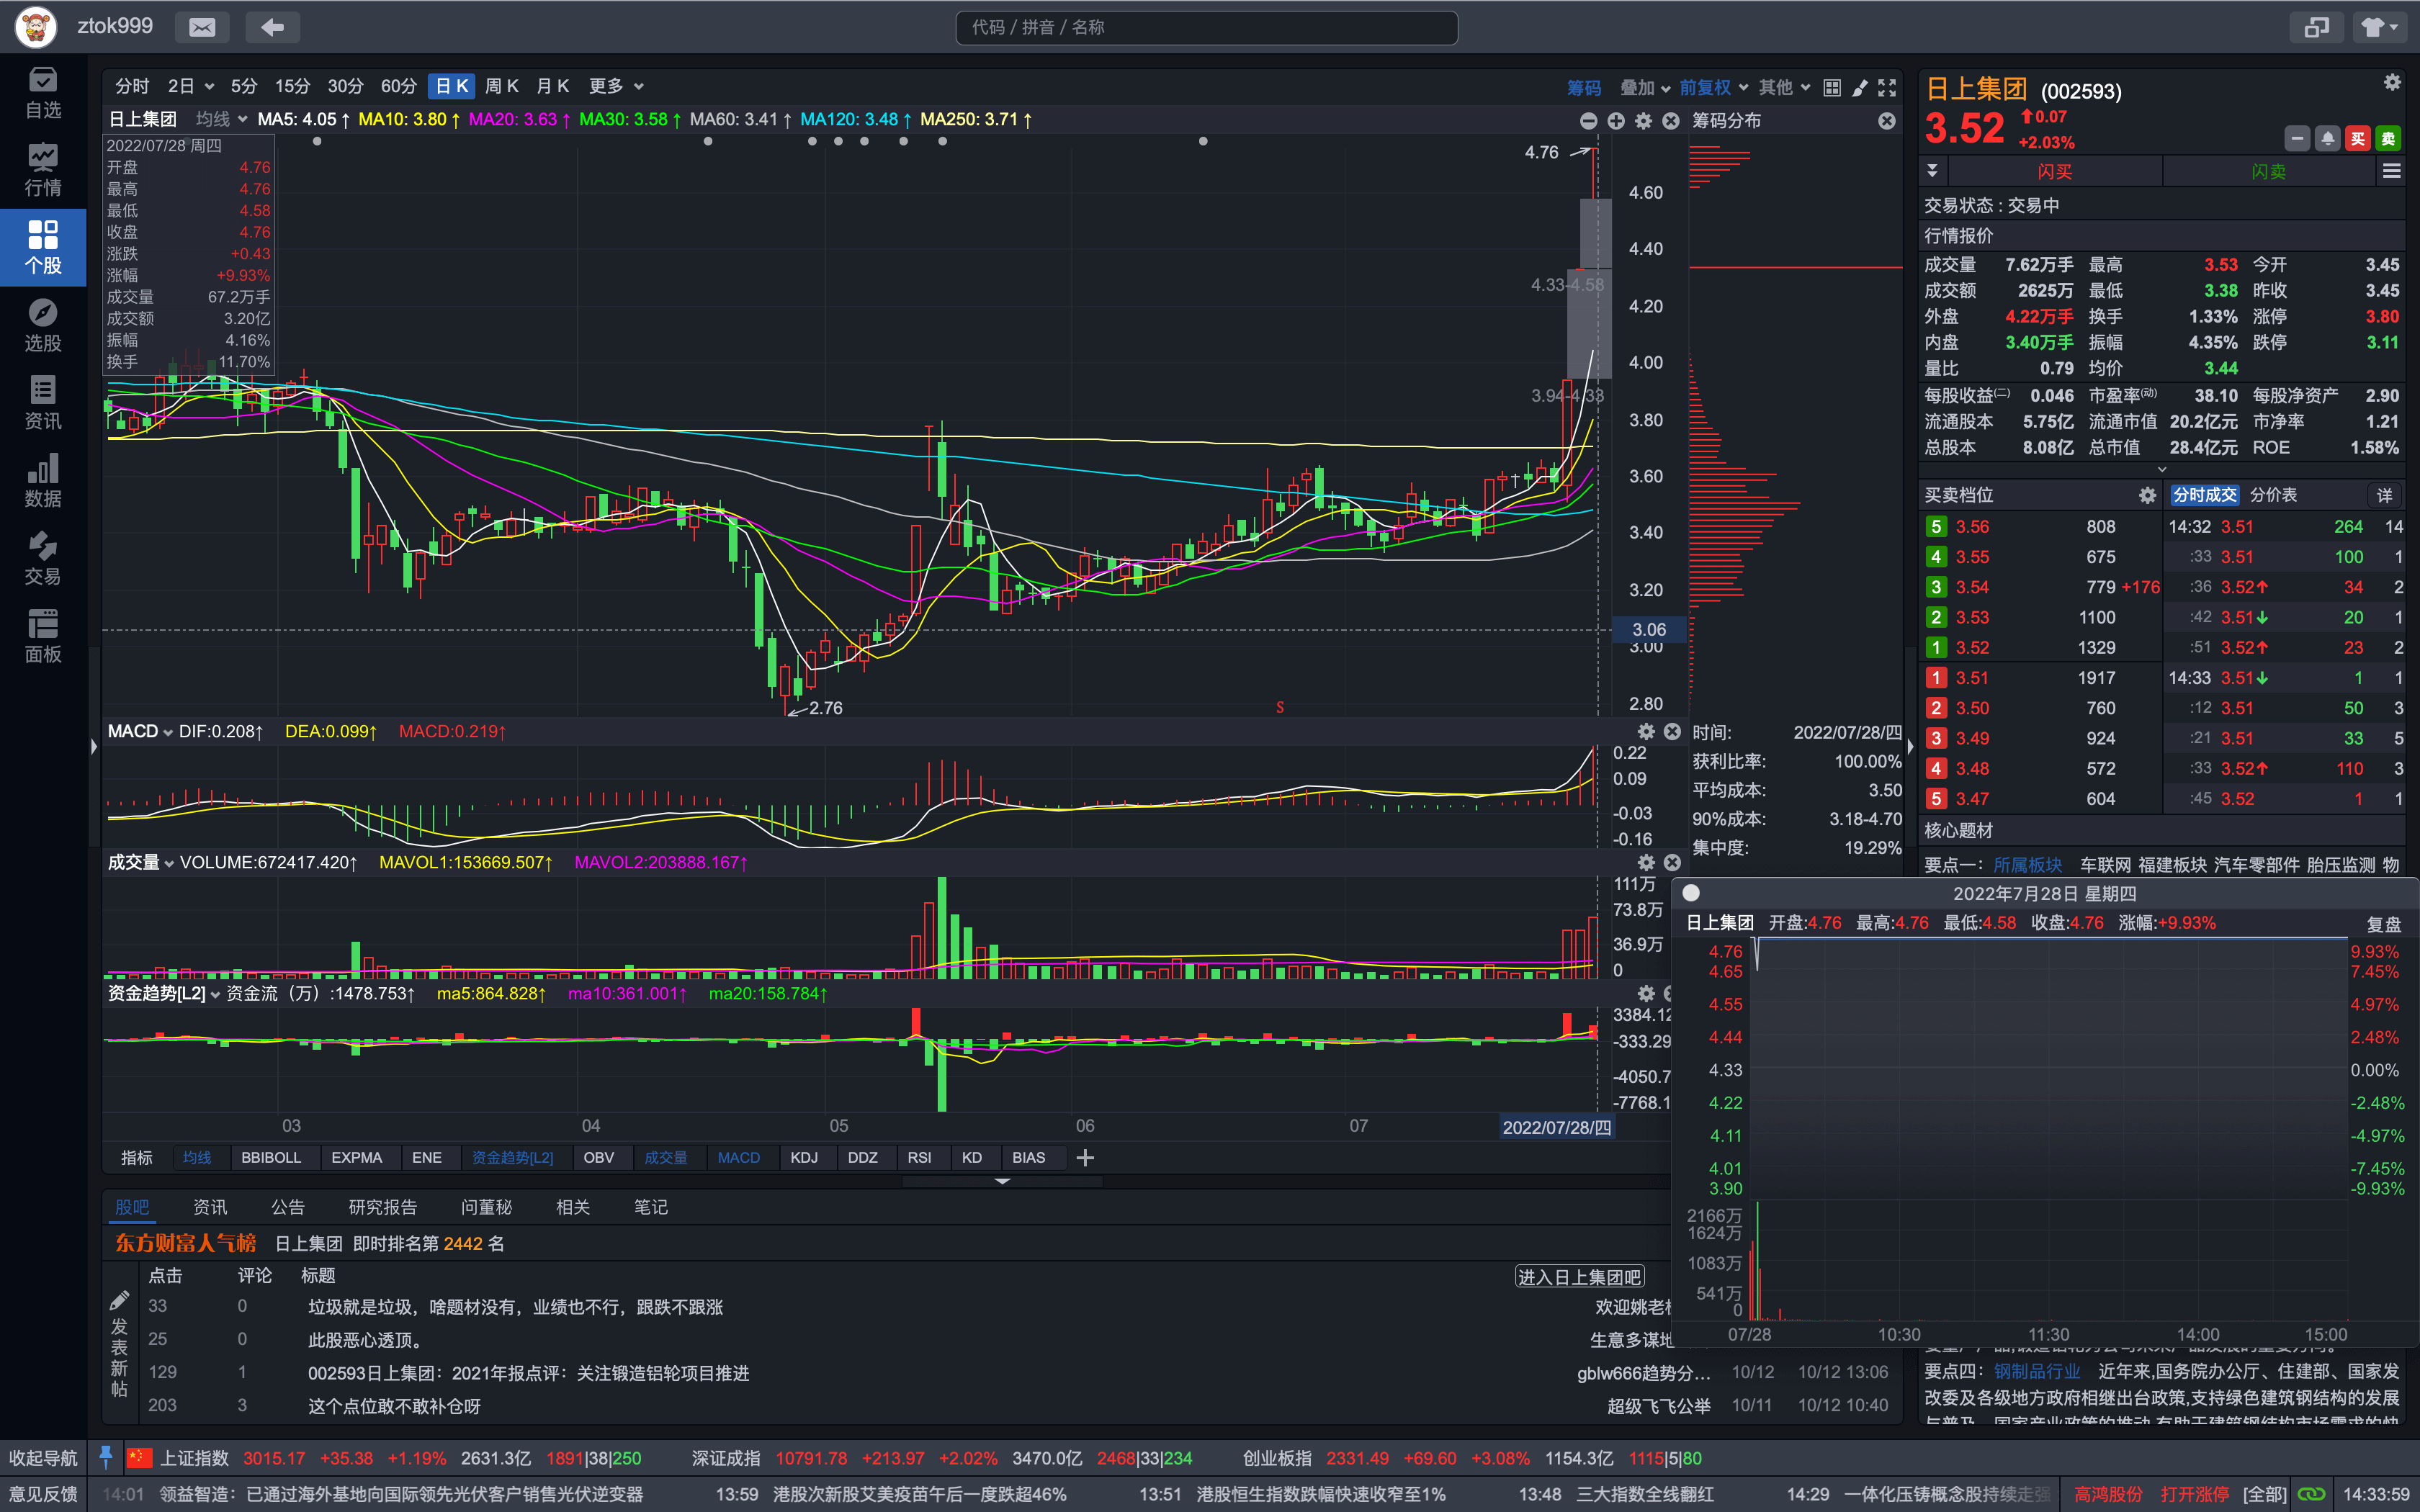 ztok999
代码 / 拼音 / 名称
自选
行情
个股
选股
资讯
数据
交易
面板
分时 2日 5分 15分 30分 60分 日K 周K 月K 更多 筹码 叠加 前复权 其他
日上集团 均线 MA5: 4.05↑ MA10: 3.80↑ MA20: 3.63↑ MA30: 3.58↑ MA60: 3.41↑ MA120: 3.48↑ MA250: 3.71↑
筹码分布
2022/07/28 周四
开盘 4.76
最高 4.76
最低 4.58
收盘 4.76
涨跌 +0.43
涨幅 +9.93%
成交量 67.2万手
成交额 3.20亿
振幅 4.16%
换手 11.70%
4.76
4.60
4.40
4.33-4.58
4.20
4.00
3.94-4.33
3.80
3.60
3.40
3.20
3.06
3.00
2.80
2.76
S
MACD DIF:0.208↑ DEA:0.099↑ MACD:0.219↑
0.22
0.09
-0.03
-0.16
成交量 VOLUME:672417.420↑ MAVOL1:153669.507↑ MAVOL2:203888.167↑
111万
73.8万
36.9万
0
资金趋势[L2] 资金流（万）:1478.753↑ ma5:864.828↑ ma10:361.001↑ ma20:158.784↑
3384.12
-333.29
-4050.7
-7768.1
03 04 05 06 07 2022/07/28/四
时间: 2022/07/28/四
获利比率: 100.00%
平均成本: 3.50
90%成本: 3.18-4.70
集中度: 19.29%
指标 均线 BBIBOLL EXPMA ENE 资金趋势[L2] OBV 成交量 MACD KDJ DDZ RSI KD BIAS
股吧 资讯 公告 研究报告 问董秘 相关 笔记
东方财富人气榜 日上集团 即时排名第 2442 名
点击 评论 标题 进入日上集团吧
发表新帖
33 0 垃圾就是垃圾，啥题材没有，业绩也不行，跟跌不跟涨 欢迎姚老
25 0 此股恶心透顶。 生意多谋
129 1 002593日上集团：2021年报点评：关注锻造铝轮项目推进 gblw666趋势分... 10/12 10/12 13:06
203 3 这个点位敢不敢补仓呀 超级飞飞公举 10/11 10/12 10:40
日上集团 (002593)
3.52 0.07
+2.03%
买 卖
闪买 闪卖
交易状态 : 交易中
行情报价
成交量 7.62万手 最高 3.53 今开 3.45
成交额 2625万 最低 3.38 昨收 3.45
外盘 4.22万手 换手 1.33% 涨停 3.80
内盘 3.40万手 振幅 4.35% 跌停 3.11
量比 0.79 均价 3.44
每股收益(二) 0.046 市盈率(动) 38.10 每股净资产 2.90
流通股本 5.75亿 流通市值 20.2亿元 市净率 1.21
总股本 8.08亿 总市值 28.4亿元 ROE 1.58%
买卖档位 分时成交 分价表 详
5 3.56 808 14:32 3.51 264 14
4 3.55 675 :33 3.51 100 1
3 3.54 779 +176 :36 3.52↑ 34 2
2 3.53 1100 :42 3.51↓ 20 1
1 3.52 1329 :51 3.52↑ 23 2
1 3.51 1917 14:33 3.51↓ 1 1
2 3.50 760 :12 3.51 50 3
3 3.49 924 :21 3.51 33 5
4 3.48 572 :33 3.52↑ 110 3
5 3.47 604 :45 3.52 1 1
核心题材
要点一： 所属板块 车联网 福建板块 汽车零部件 胎压监测 物
2022年7月28日 星期四
日上集团 开盘:4.76 最高:4.76 最低:4.58 收盘:4.76 涨幅:+9.93% 复盘
4.76 9.93%
4.65 7.45%
4.55 4.97%
4.44 2.48%
4.33 0.00%
4.22 -2.48%
4.11 -4.97%
4.01 -7.45%
3.90 -9.93%
2166万
1624万
1083万
541万
0
07/28 10:30 11:30 14:00 15:00
要点四： 钢制品行业 近年来,国务院办公厅、住建部、国家发
改委及各级地方政府相继出台政策,支持绿色建筑钢结构的发展
收起导航 上证指数 3015.17 +35.38 +1.19% 2631.3亿 1891|38|250 深证成指 10791.78 +213.97 +2.02% 3470.0亿 2468|33|234 创业板指 2331.49 +69.60 +3.08% 1154.3亿 1115|5|80
意见反馈 14:01 领益智造：已通过海外基地向国际领先光伏客户销售光伏逆变器 13:59 港股次新股艾美疫苗午后一度跌超46% 13:51 港股恒生指数跌幅快速收窄至1% 13:48 三大指数全线翻红 14:29 一体化压铸概念股持续走强 高鸿股份 打开涨停 [全部] 14:33:59